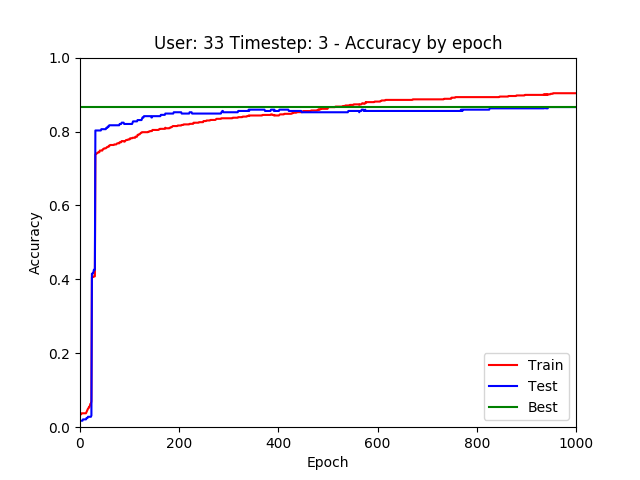 User: 33 Timestep: 3 - Accuracy by epoch
1.0
0.8
0.6
0.4
0.2
0.0
Accuracy
0 200 400 600 800 1000
Epoch
Train
Test
Best